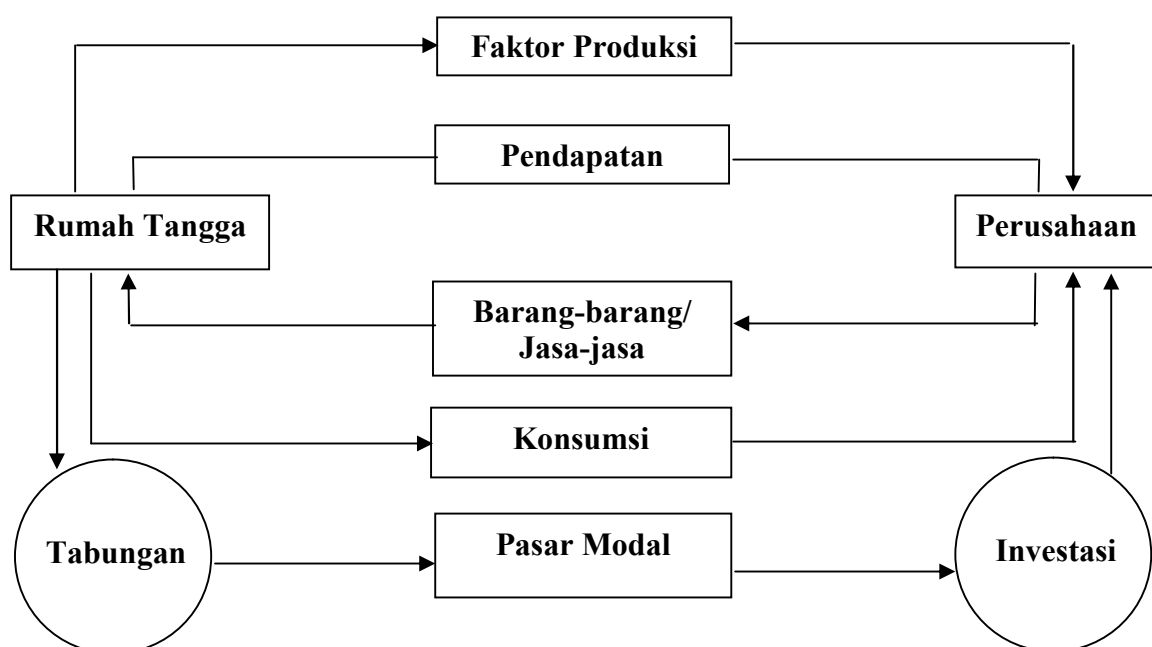 Faktor Produksi
Pendapatan
Rumah Tangga
Perusahaan
Barang-barang/
Jasa-jasa
Konsumsi
Tabungan
Pasar Modal
Investasi